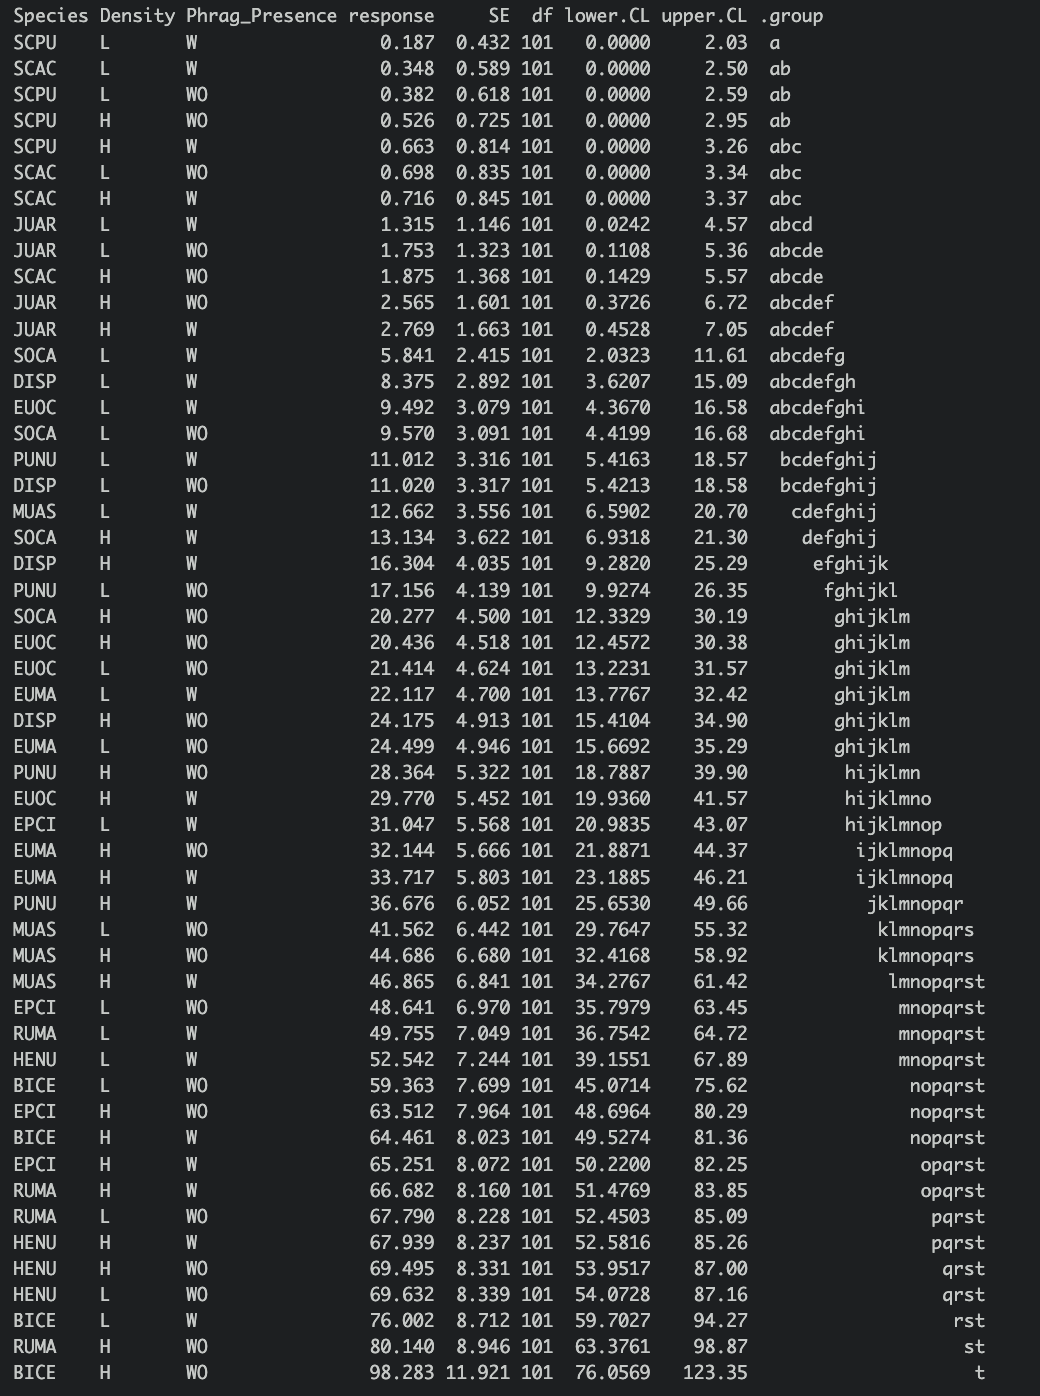 Species Density Phrag_Presence response SE df lower.CL upper.CL .group
SCPU L W 0.187 0.432 101 0.0000 2.03 a
SCAC L W 0.348 0.589 101 0.0000 2.50 ab
SCPU L WO 0.382 0.618 101 0.0000 2.59 ab
SCPU H WO 0.526 0.725 101 0.0000 2.95 ab
SCPU H W 0.663 0.814 101 0.0000 3.26 abc
SCAC L WO 0.698 0.835 101 0.0000 3.34 abc
SCAC H W 0.716 0.845 101 0.0000 3.37 abc
JUAR L W 1.315 1.146 101 0.0242 4.57 abcd
JUAR L WO 1.753 1.323 101 0.1108 5.36 abcde
SCAC H WO 1.875 1.368 101 0.1429 5.57 abcde
JUAR H WO 2.565 1.601 101 0.3726 6.72 abcdef
JUAR H W 2.769 1.663 101 0.4528 7.05 abcdef
SOCA L W 5.841 2.415 101 2.0323 11.61 abcdefg
DISP L W 8.375 2.892 101 3.6207 15.09 abcdefgh
EUOC L W 9.492 3.079 101 4.3670 16.58 abcdefghi
SOCA L WO 9.570 3.091 101 4.4199 16.68 abcdefghi
PUNU L W 11.012 3.316 101 5.4163 18.57 bcdefghij
DISP L WO 11.020 3.317 101 5.4213 18.58 bcdefghij
MUAS L W 12.662 3.556 101 6.5902 20.70 cdefghij
SOCA H W 13.134 3.622 101 6.9318 21.30 defghij
DISP H W 16.304 4.035 101 9.2820 25.29 efghijk
PUNU L WO 17.156 4.139 101 9.9274 26.35 fghijkl
SOCA H WO 20.277 4.500 101 12.3329 30.19 ghijklm
EUOC H WO 20.436 4.518 101 12.4572 30.38 ghijklm
EUOC L WO 21.414 4.624 101 13.2231 31.57 ghijklm
EUMA L W 22.117 4.700 101 13.7767 32.42 ghijklm
DISP H WO 24.175 4.913 101 15.4104 34.90 ghijklm
EUMA L WO 24.499 4.946 101 15.6692 35.29 ghijklm
PUNU H WO 28.364 5.322 101 18.7887 39.90 hijklmn
EUOC H W 29.770 5.452 101 19.9360 41.57 hijklmno
EPCI L W 31.047 5.568 101 20.9835 43.07 hijklmnop
EUMA H WO 32.144 5.666 101 21.8871 44.37 ijklmnopq
EUMA H W 33.717 5.803 101 23.1885 46.21 ijklmnopq
PUNU H W 36.676 6.052 101 25.6530 49.66 jklmnopqr
MUAS L WO 41.562 6.442 101 29.7647 55.32 klmnopqrs
MUAS H WO 44.686 6.680 101 32.4168 58.92 klmnopqrs
MUAS H W 46.865 6.841 101 34.2767 61.42 lmnopqrst
EPCI L WO 48.641 6.970 101 35.7979 63.45 mnopqrst
RUMA L W 49.755 7.049 101 36.7542 64.72 mnopqrst
HENU L W 52.542 7.244 101 39.1551 67.89 mnopqrst
BICE L WO 59.363 7.699 101 45.0714 75.62 nopqrst
EPCI H WO 63.512 7.964 101 48.6964 80.29 nopqrst
BICE H W 64.461 8.023 101 49.5274 81.36 nopqrst
EPCI H W 65.251 8.072 101 50.2200 82.25 opqrst
RUMA H W 66.682 8.160 101 51.4769 83.85 opqrst
RUMA L WO 67.790 8.228 101 52.4503 85.09 pqrst
HENU H W 67.939 8.237 101 52.5816 85.26 pqrst
HENU H WO 69.495 8.331 101 53.9517 87.00 qrst
HENU L WO 69.632 8.339 101 54.0728 87.16 qrst
BICE L W 76.002 8.712 101 59.7027 94.27 rst
RUMA H WO 80.140 8.946 101 63.3761 98.87 st
BICE H WO 98.283 11.921 101 76.0569 123.35 t